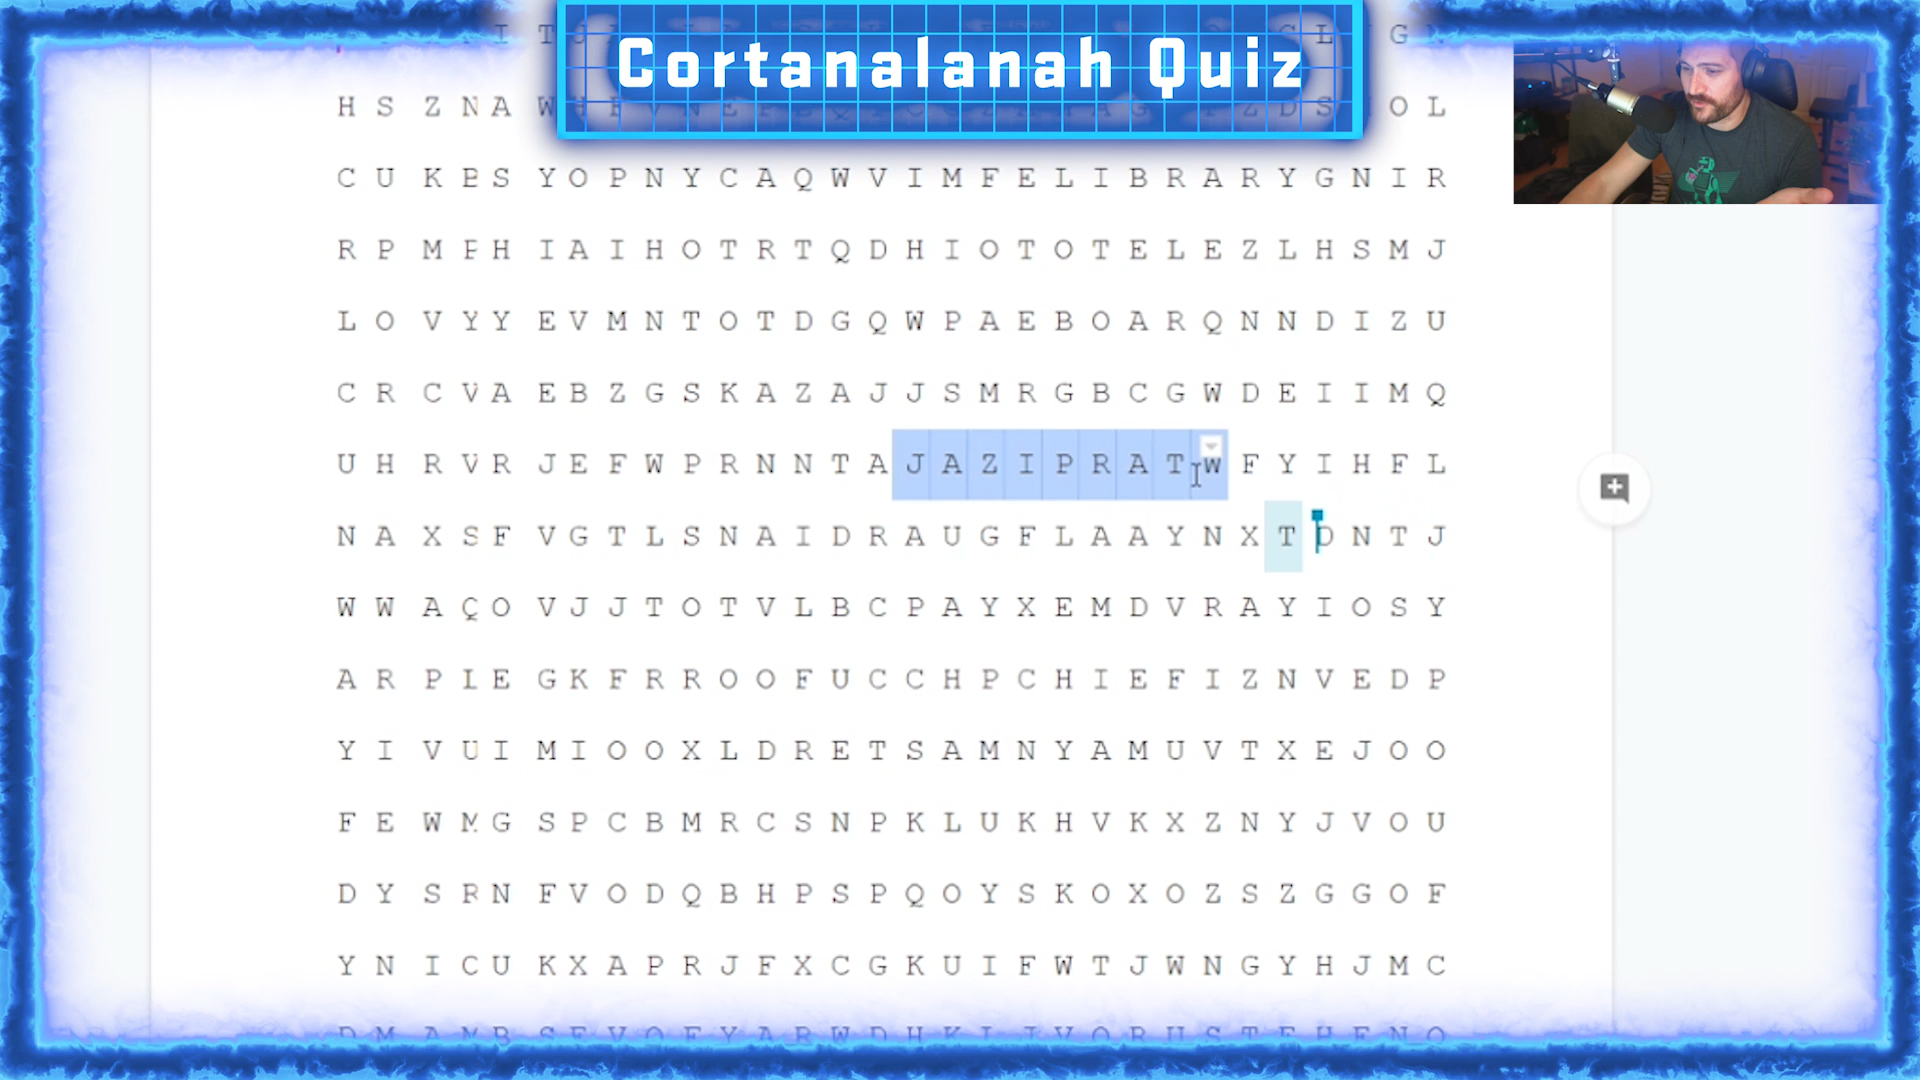 Cortanalanah Quiz
H S Z N A W
O L
C U K B S Y O P N Y C A Q W V I M F E L I B R A R Y G N I R
R P M P H I A I H O T R T Q D H I O T O T E L E Z L H S M J
L O V Y Y E V M N T O T D G Q W P A E B O A R Q N N D I Z U
C R C V A E B Z G S K A Z A J J S M R G B C G W D E I I M Q
U H R V R J E F W P R N N T A J A Z I P R A T W F Y I H F L
N A X S F V G T L S N A I D R A U G F L A A Y N X T D N T J
W W A Q O V J J T O T V L B C P A Y X E M D V R A Y I O S Y
A R P L E G K F R R O O F U C C H P C H I E F I Z N V E D P
Y I V U I M I O O X L D R E T S A M N Y A M U V T X E J O O
F E W M G S P C B M R C S N P K L U K H V K X Z N Y J V O U
D Y S R N F V O D Q B H P S P Q O Y S K O X O Z S Z G G O F
Y N I C U K X A P R J F X C G K U I F W T J W N G Y H J M C